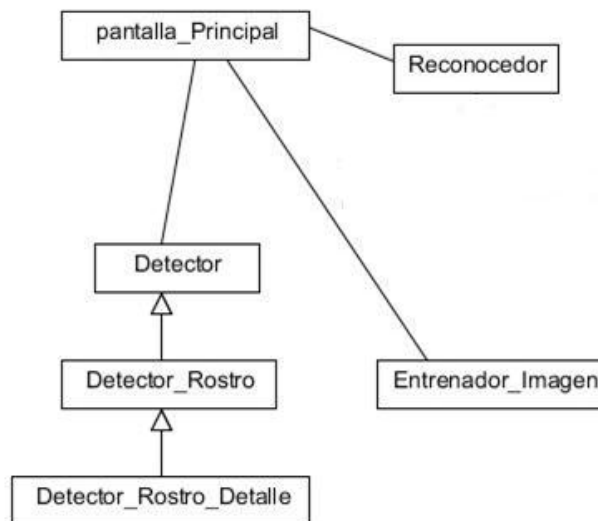 pantalla_Principal
Reconocedor
Detector
Detector_Rostro
Entrenador_Imagen
Detector_Rostro_Detalle